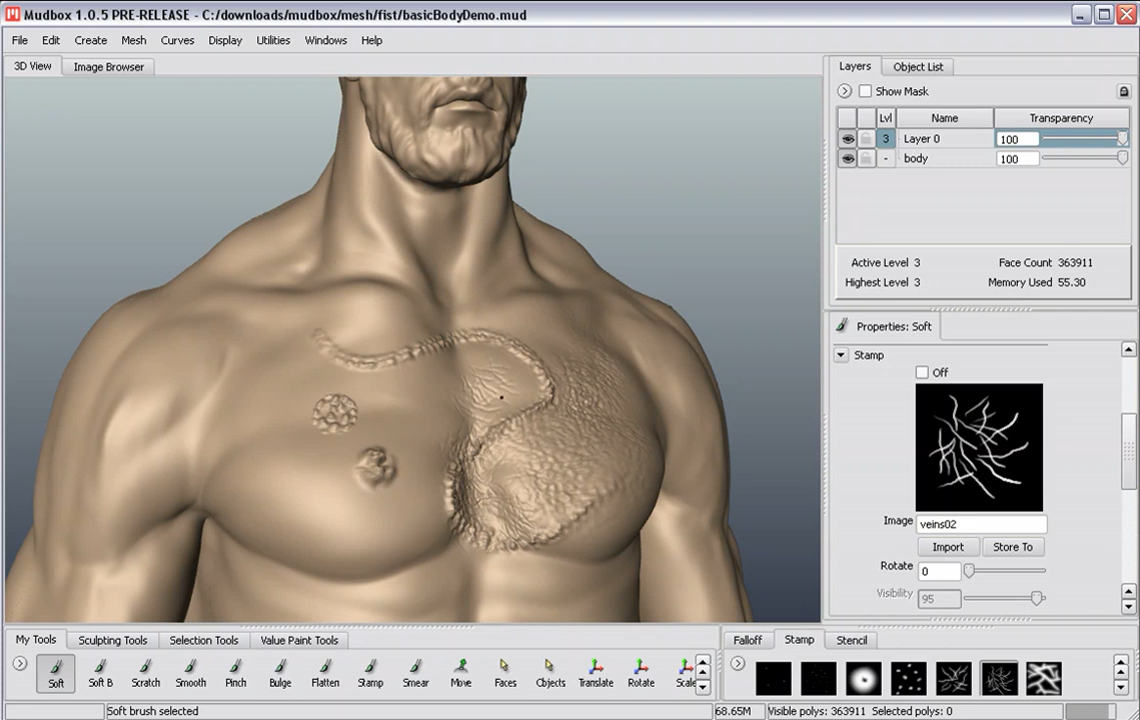 Mudbox 1.0.5 PRE-RELEASE - C:/downloads/mudbox/mesh/fist/basicBodyDemo.mud
File Edit Create Mesh Curves Display Utilities Windows Help
3D View Image Browser
Layers Object List
Show Mask
Lvl Name Transparency
3 Layer 0 100
- body 100
Active Level 3 Face Count 363911
Highest Level 3 Memory Used 55.30
Properties: Soft
Stamp
Off
Image veins02
Import Store To
Rotate 0
Visibility 95
My Tools Sculpting Tools Selection Tools Value Paint Tools
Falloff Stamp Stencil
Soft Soft B Scratch Smooth Pinch Bulge Flatten Stamp Smear Move Faces Objects Translate Rotate Scale
Soft brush selected
68.65M Visible polys: 363911 Selected polys: 0